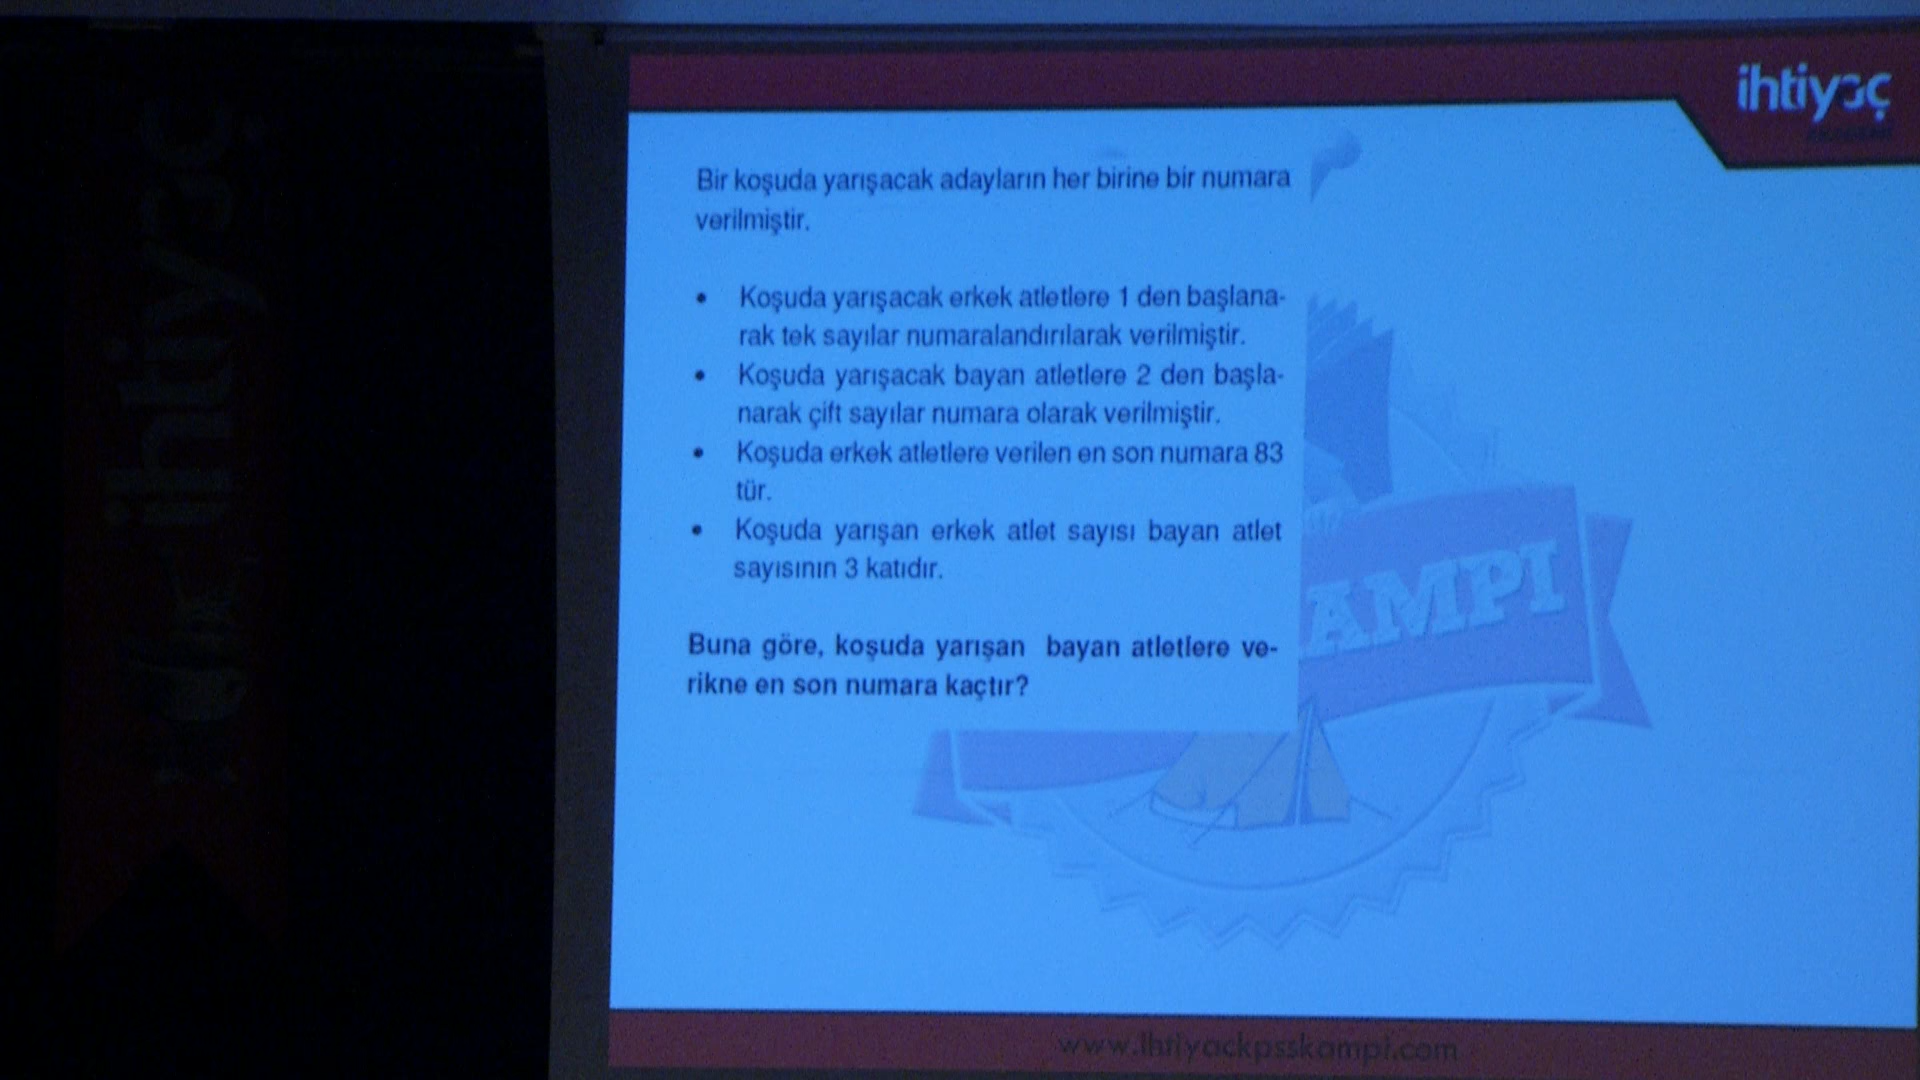 ihtiyaç
Bir koşuda yarışacak adayların her birine bir numara
verilmiştir.
• Koşuda yarışacak erkek atletlere 1 den başlana-
rak tek sayılar numaralandırılarak verilmiştir.
• Koşuda yarışacak bayan atletlere 2 den başla-
narak çift sayılar numara olarak verilmiştir.
• Koşuda erkek atletlere verilen en son numara 83
tür.
• Koşuda yarışan erkek atlet sayısı bayan atlet
sayısının 3 katıdır.
Buna göre, koşuda yarışan bayan atletlere ve-
rikne en son numara kaçtır?
AMPI
www.ihtiyackpsskampi.com
ihtiyaç